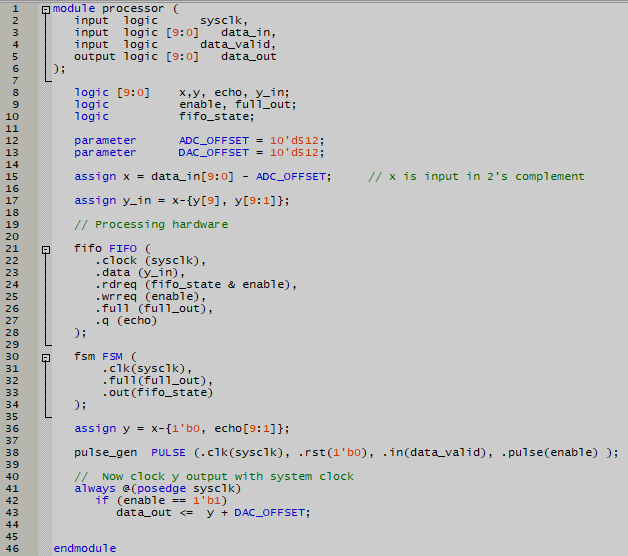 1 module processor (
2 input logic sysclk,
3 input logic [9:0] data_in,
4 input logic data_valid,
5 output logic [9:0] data_out
6 );
7
8 logic [9:0] x,y, echo, y_in;
9 logic enable, full_out;
10 logic fifo_state;
11
12 parameter ADC_OFFSET = 10'd512;
13 parameter DAC_OFFSET = 10'd512;
14
15 assign x = data_in[9:0] - ADC_OFFSET; // x is input in 2's complement
16
17 assign y_in = x-{y[9], y[9:1]};
18
19 // Processing hardware
20
21 fifo FIFO (
22 .clock (sysclk),
23 .data (y_in),
24 .rdreq (fifo_state & enable),
25 .wrreq (enable),
26 .full (full_out),
27 .q (echo)
28 );
29
30 fsm FSM (
31 .clk(sysclk),
32 .full(full_out),
33 .out(fifo_state)
34 );
35
36 assign y = x-{1'b0, echo[9:1]};
37
38 pulse_gen PULSE (.clk(sysclk), .rst(1'b0), .in(data_valid), .pulse(enable) );
39
40 // Now clock y output with system clock
41 always @(posedge sysclk)
42 if (enable == 1'b1)
43 data_out <= y + DAC_OFFSET;
44
45
46 endmodule